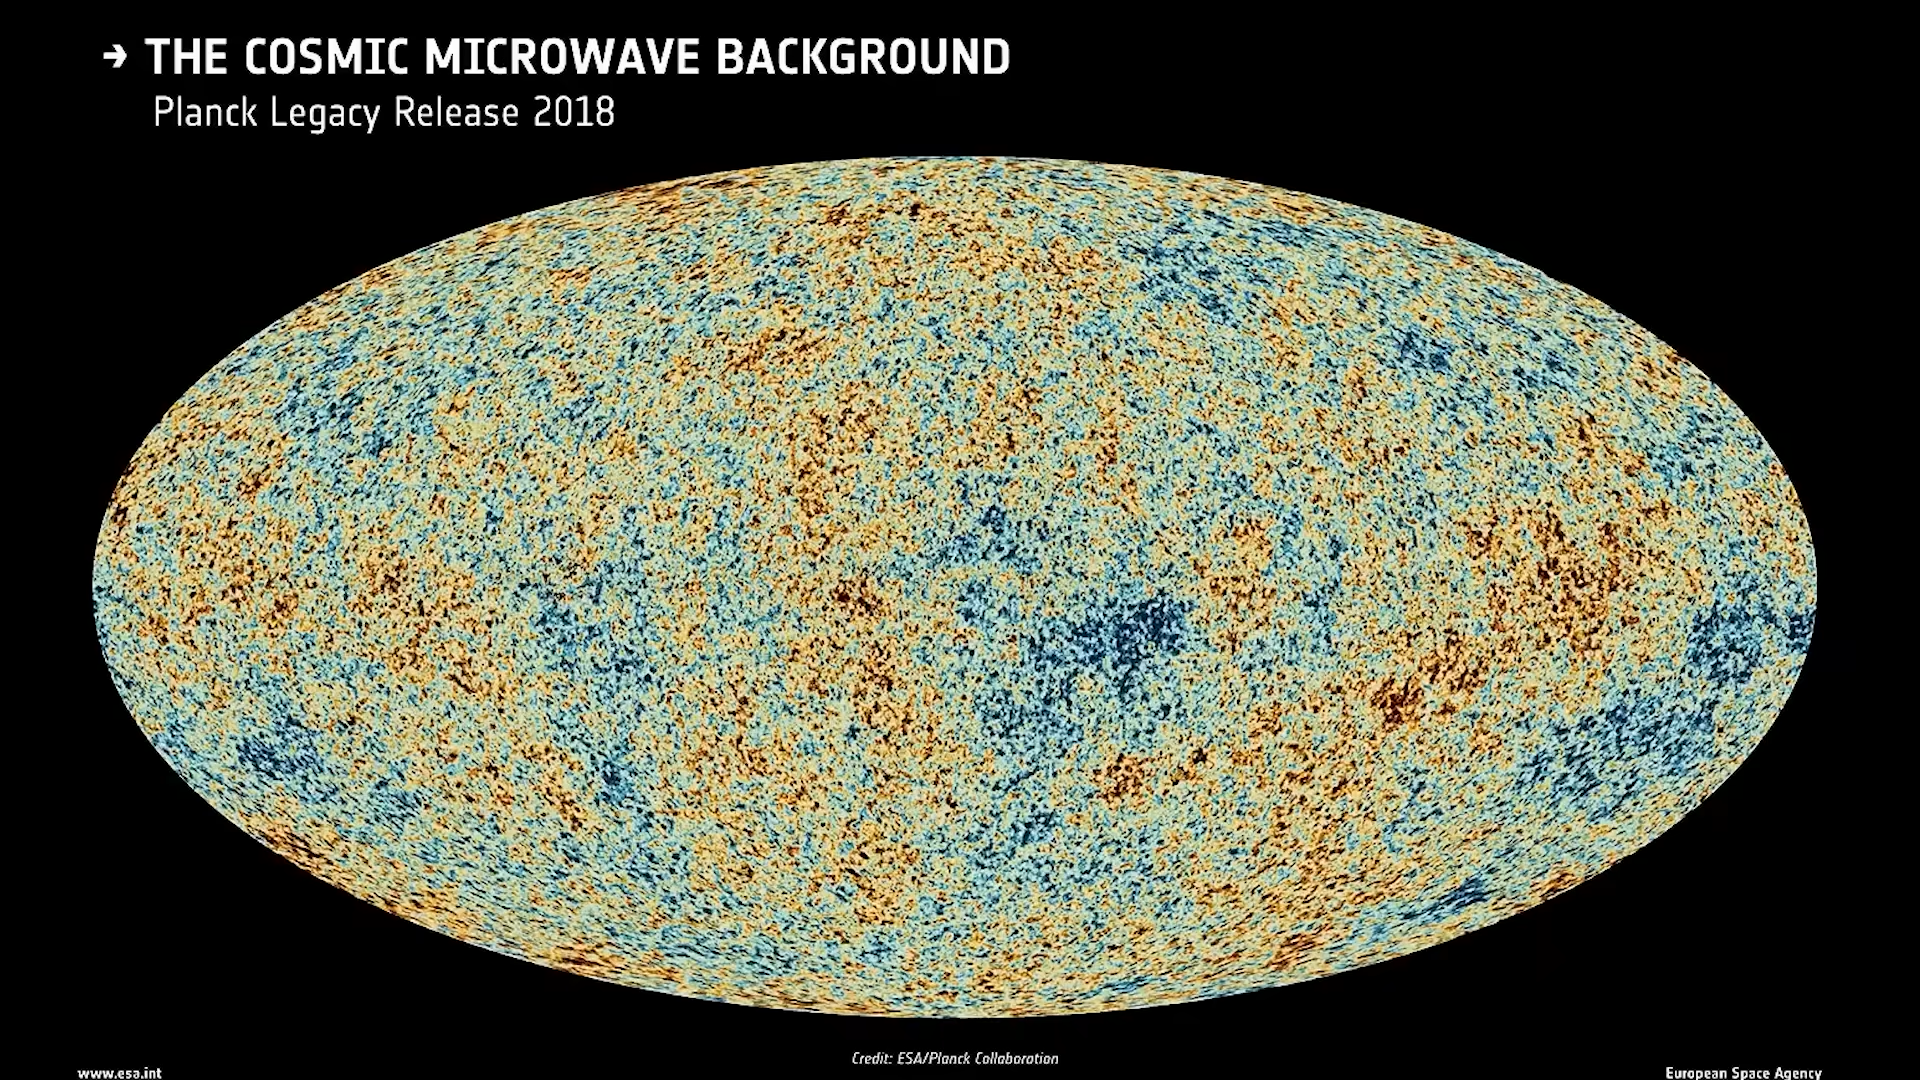 → THE COSMIC MICROWAVE BACKGROUND
Planck Legacy Release 2018
Credit: ESA/Planck Collaboration
www.esa.int
European Space Agency